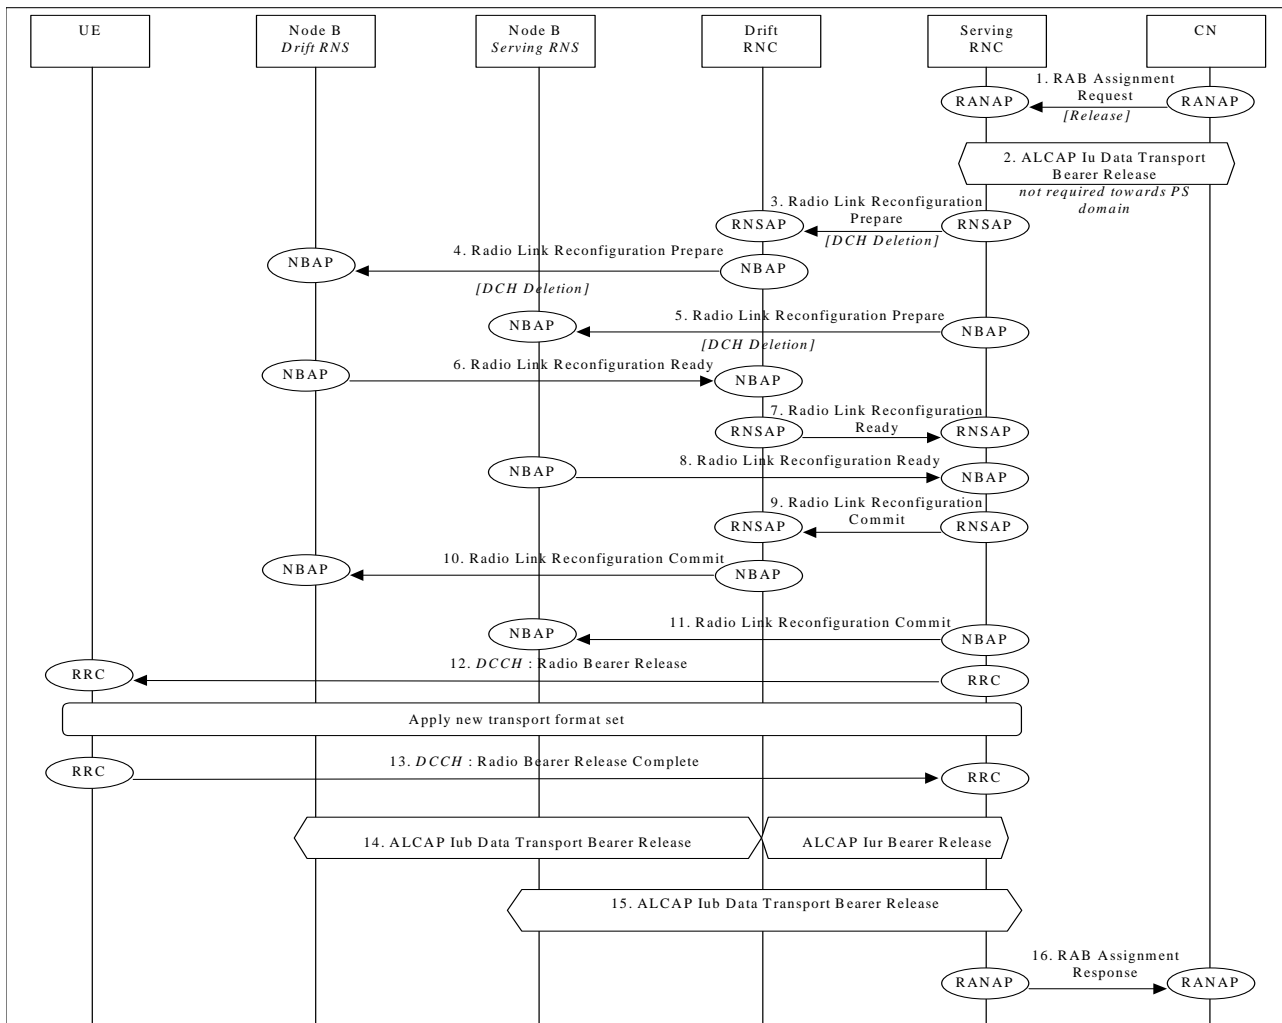 UE
Node B
Drift RNS
Node B
Serving RNS
Drift
RNC
Serving
RNC
CN
1. RAB Assignment
Request
[Release]
RANAP
RANAP
2. ALCAP Iu Data Transport
Bearer Release
not required towards PS
domain
3. Radio Link Reconfiguration
Prepare
[DCH Deletion]
RNSAP
RNSAP
4. Radio Link Reconfiguration Prepare
[DCH Deletion]
NBAP
NBAP
5. Radio Link Reconfiguration Prepare
[DCH Deletion]
NBAP
NBAP
6. Radio Link Reconfiguration Ready
NBAP
NBAP
7. Radio Link Reconfiguration
Ready
RNSAP
RNSAP
8. Radio Link Reconfiguration Ready
NBAP
NBAP
9. Radio Link Reconfiguration
Commit
RNSAP
RNSAP
10. Radio Link Reconfiguration Commit
NBAP
NBAP
11. Radio Link Reconfiguration Commit
NBAP
NBAP
12. DCCH : Radio Bearer Release
RRC
RRC
Apply new transport format set
13. DCCH : Radio Bearer Release Complete
RRC
RRC
14. ALCAP Iub Data Transport Bearer Release
ALCAP Iur Bearer Release
15. ALCAP Iub Data Transport Bearer Release
16. RAB Assignment
Response
RANAP
RANAP